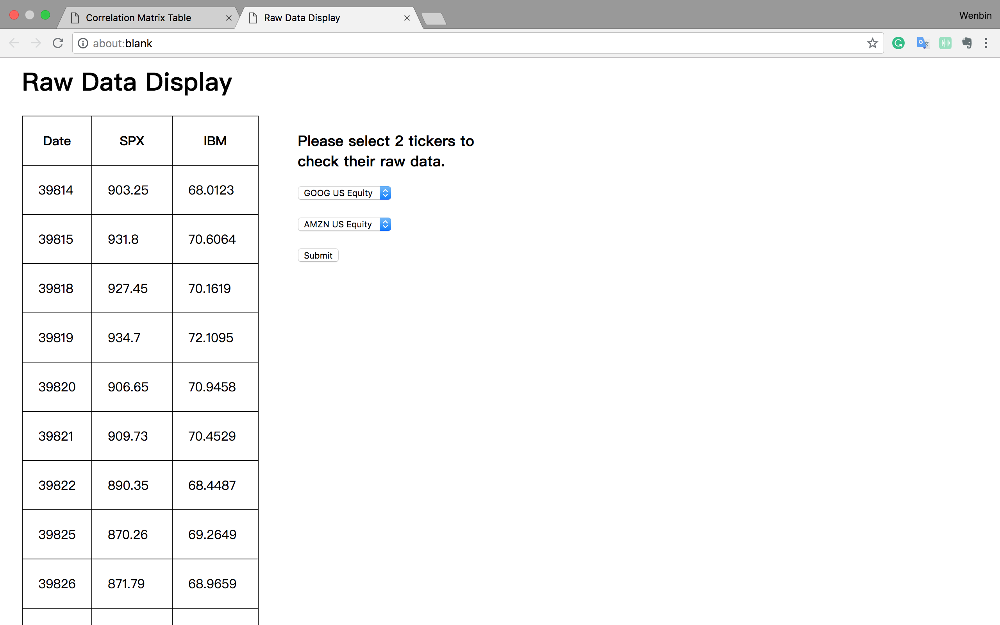 Correlation Matrix Table
Raw Data Display
Wenbin
about:blank
Raw Data Display
Date SPX IBM
39814 903.25 68.0123
39815 931.8 70.6064
39818 927.45 70.1619
39819 934.7 72.1095
39820 906.65 70.9458
39821 909.73 70.4529
39822 890.35 68.4487
39825 870.26 69.2649
39826 871.79 68.9659
Please select 2 tickers to
check their raw data.
GOOG US Equity
AMZN US Equity
Submit